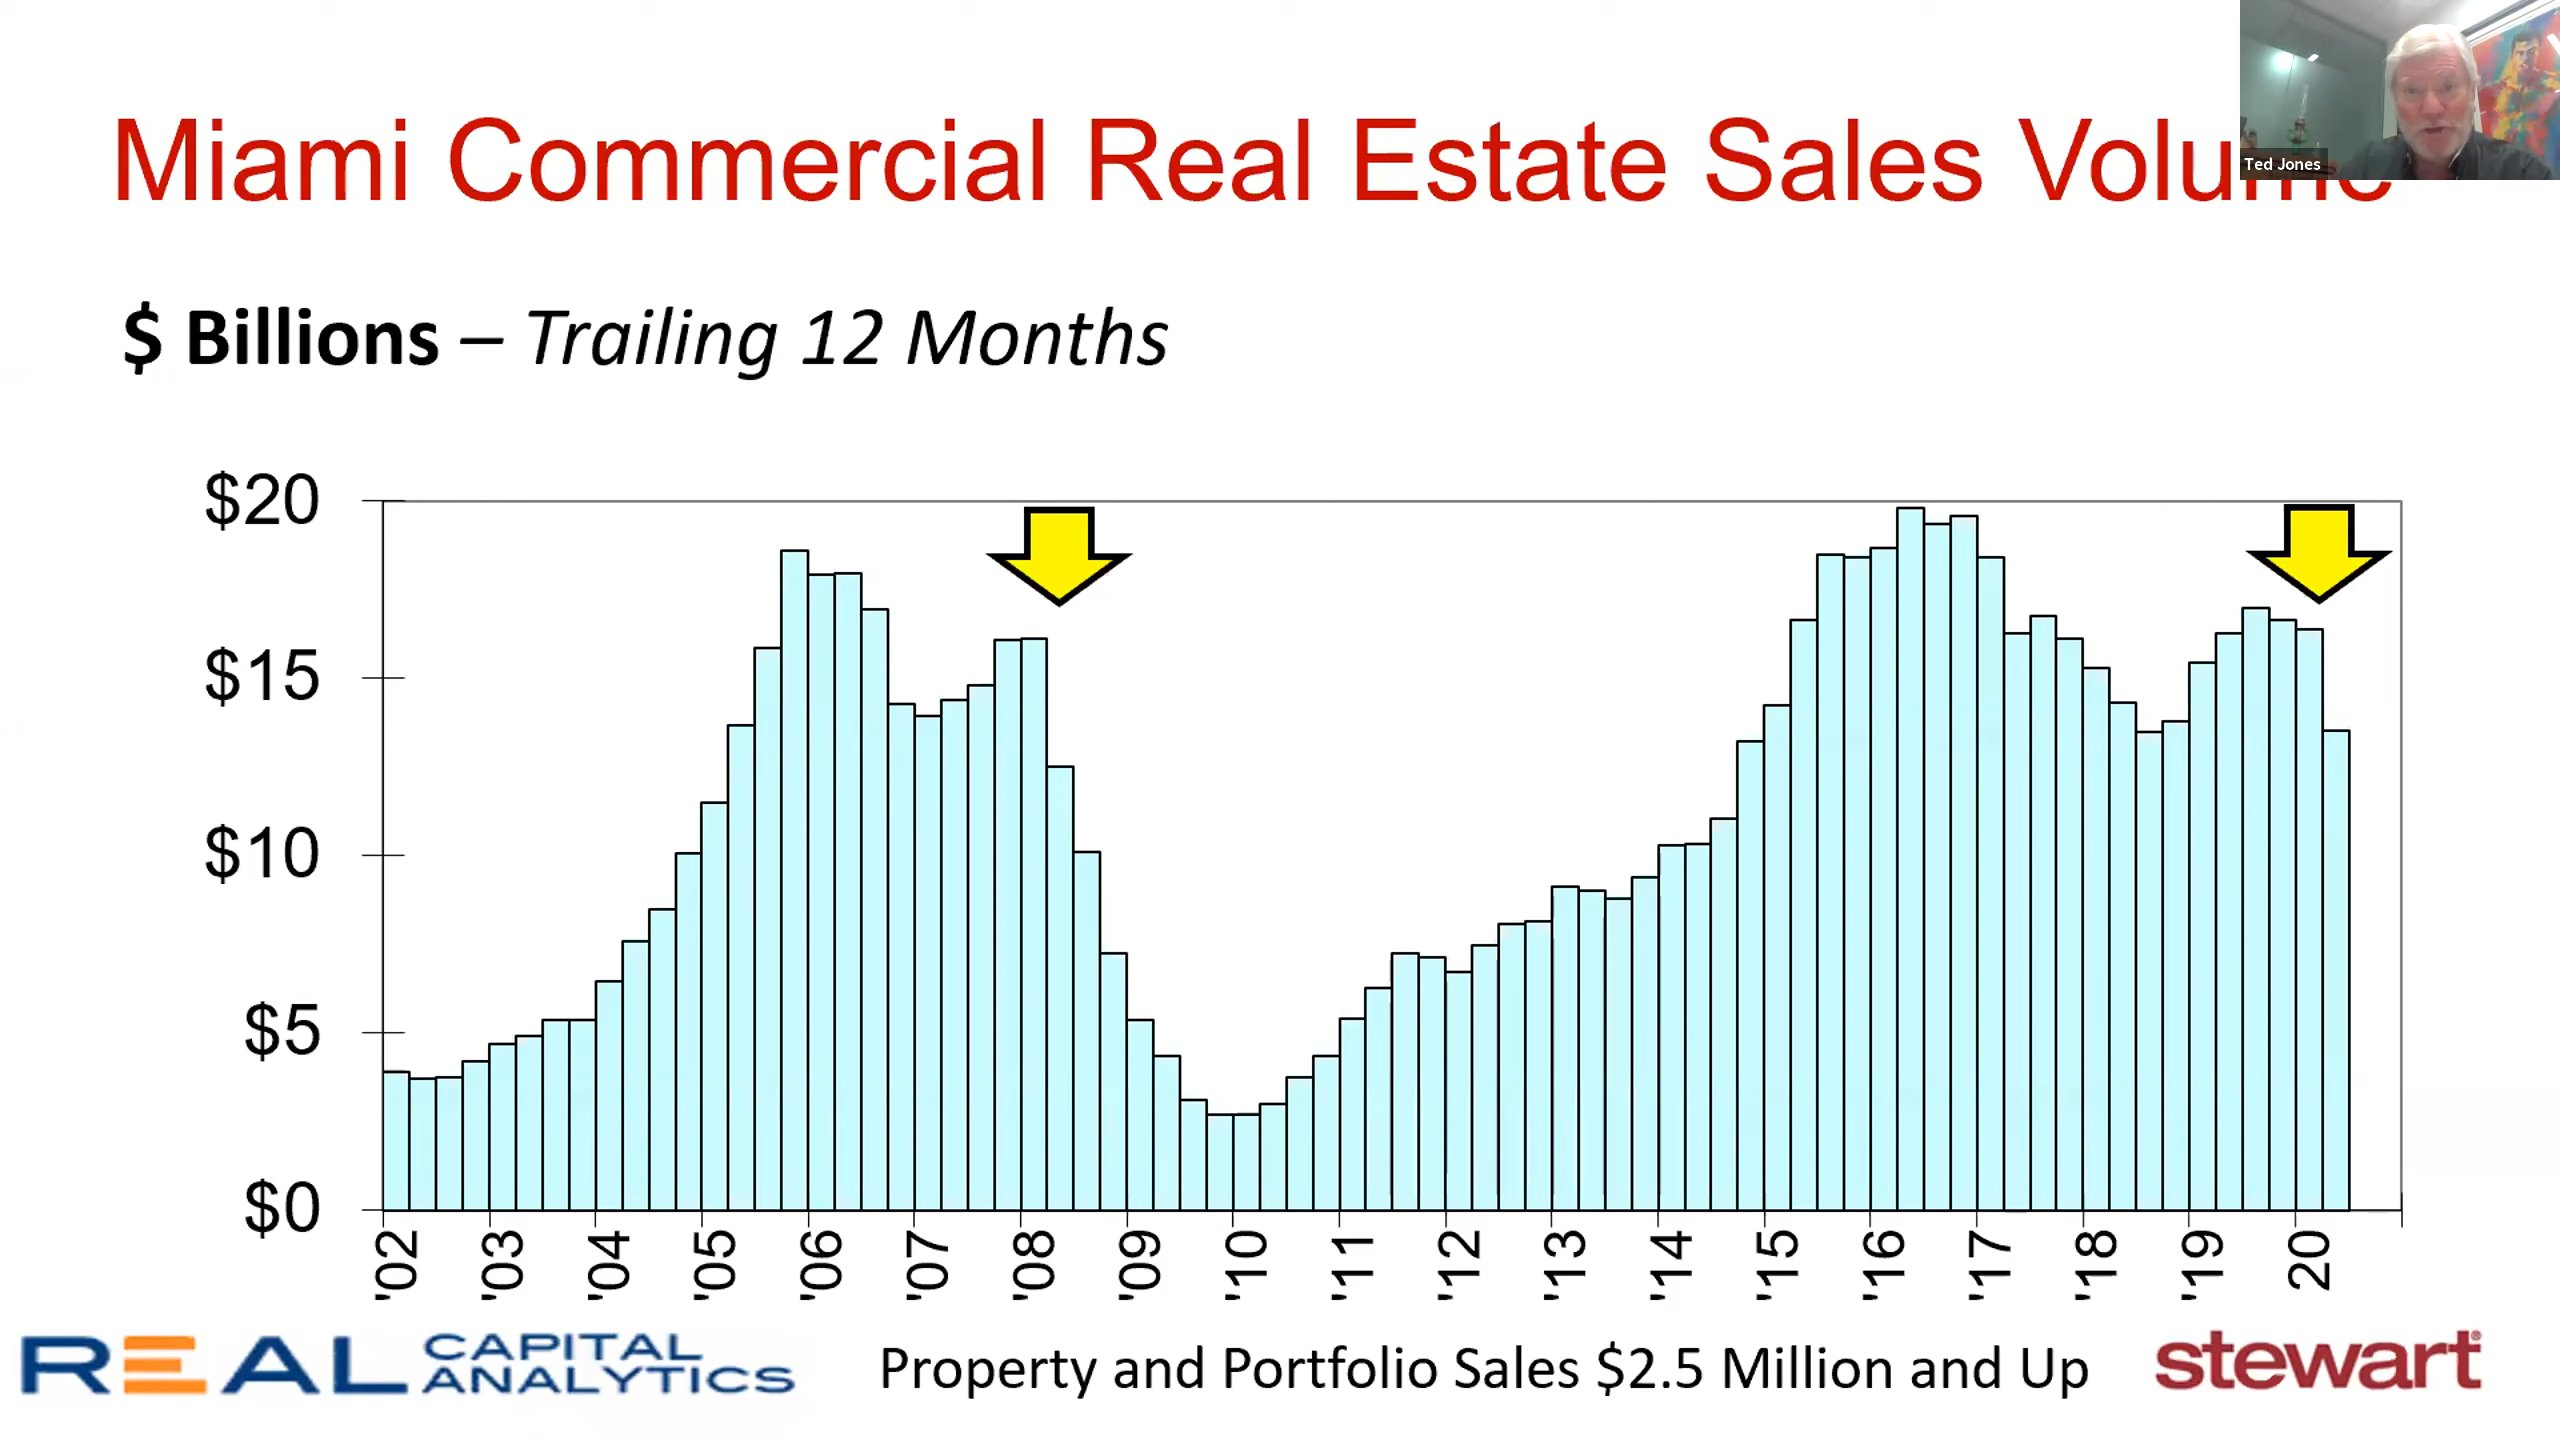 Miami Commercial Real Estate Sales Volume
Ted Jones
$ Billions – Trailing 12 Months
$20
$15
$10
$5
$0
'02 '03 '04 '05 '06 '07 '08 '09 '10 '11 '12 '13 '14 '15 '16 '17 '18 '19 20
REAL CAPITAL ANALYTICS
Property and Portfolio Sales $2.5 Million and Up
stewart